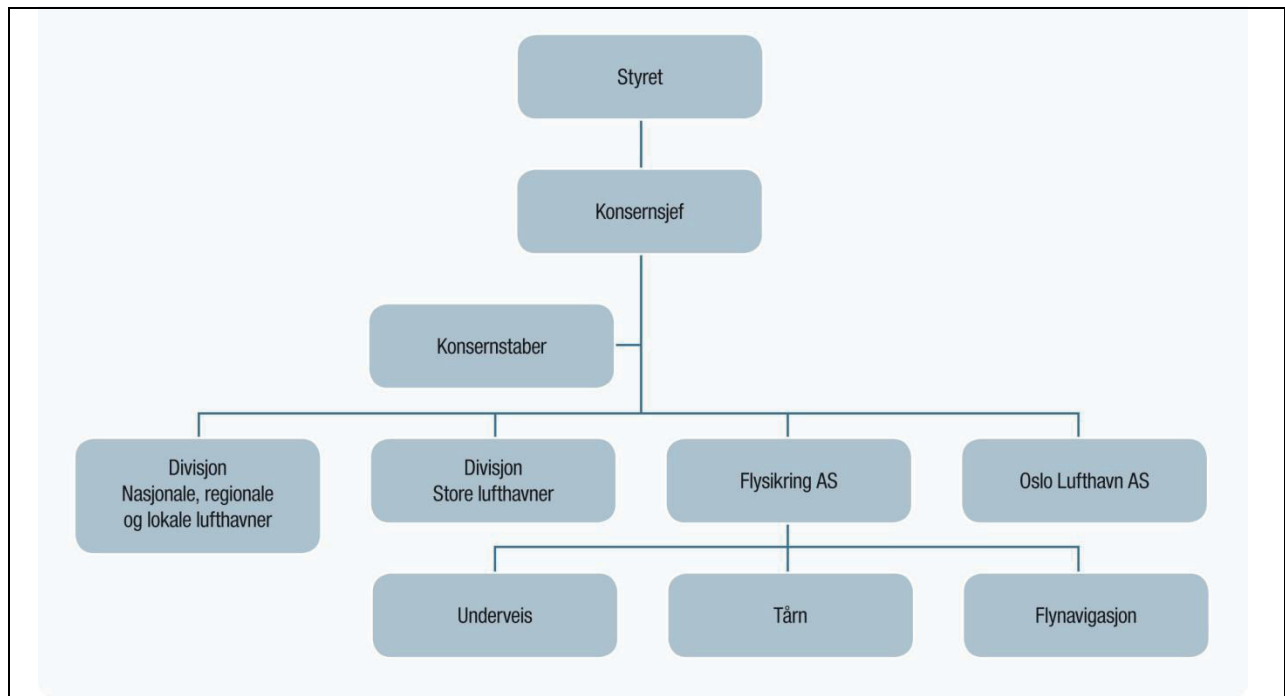 Styret
Konsernsjef
Konsernstaber
Divisjon
Nasjonale, regionale
og lokale lufthavner
Divisjon
Store lufthavner
Flysikring AS
Oslo Lufthavn AS
Underveis
Tårn
Flynavigasjon